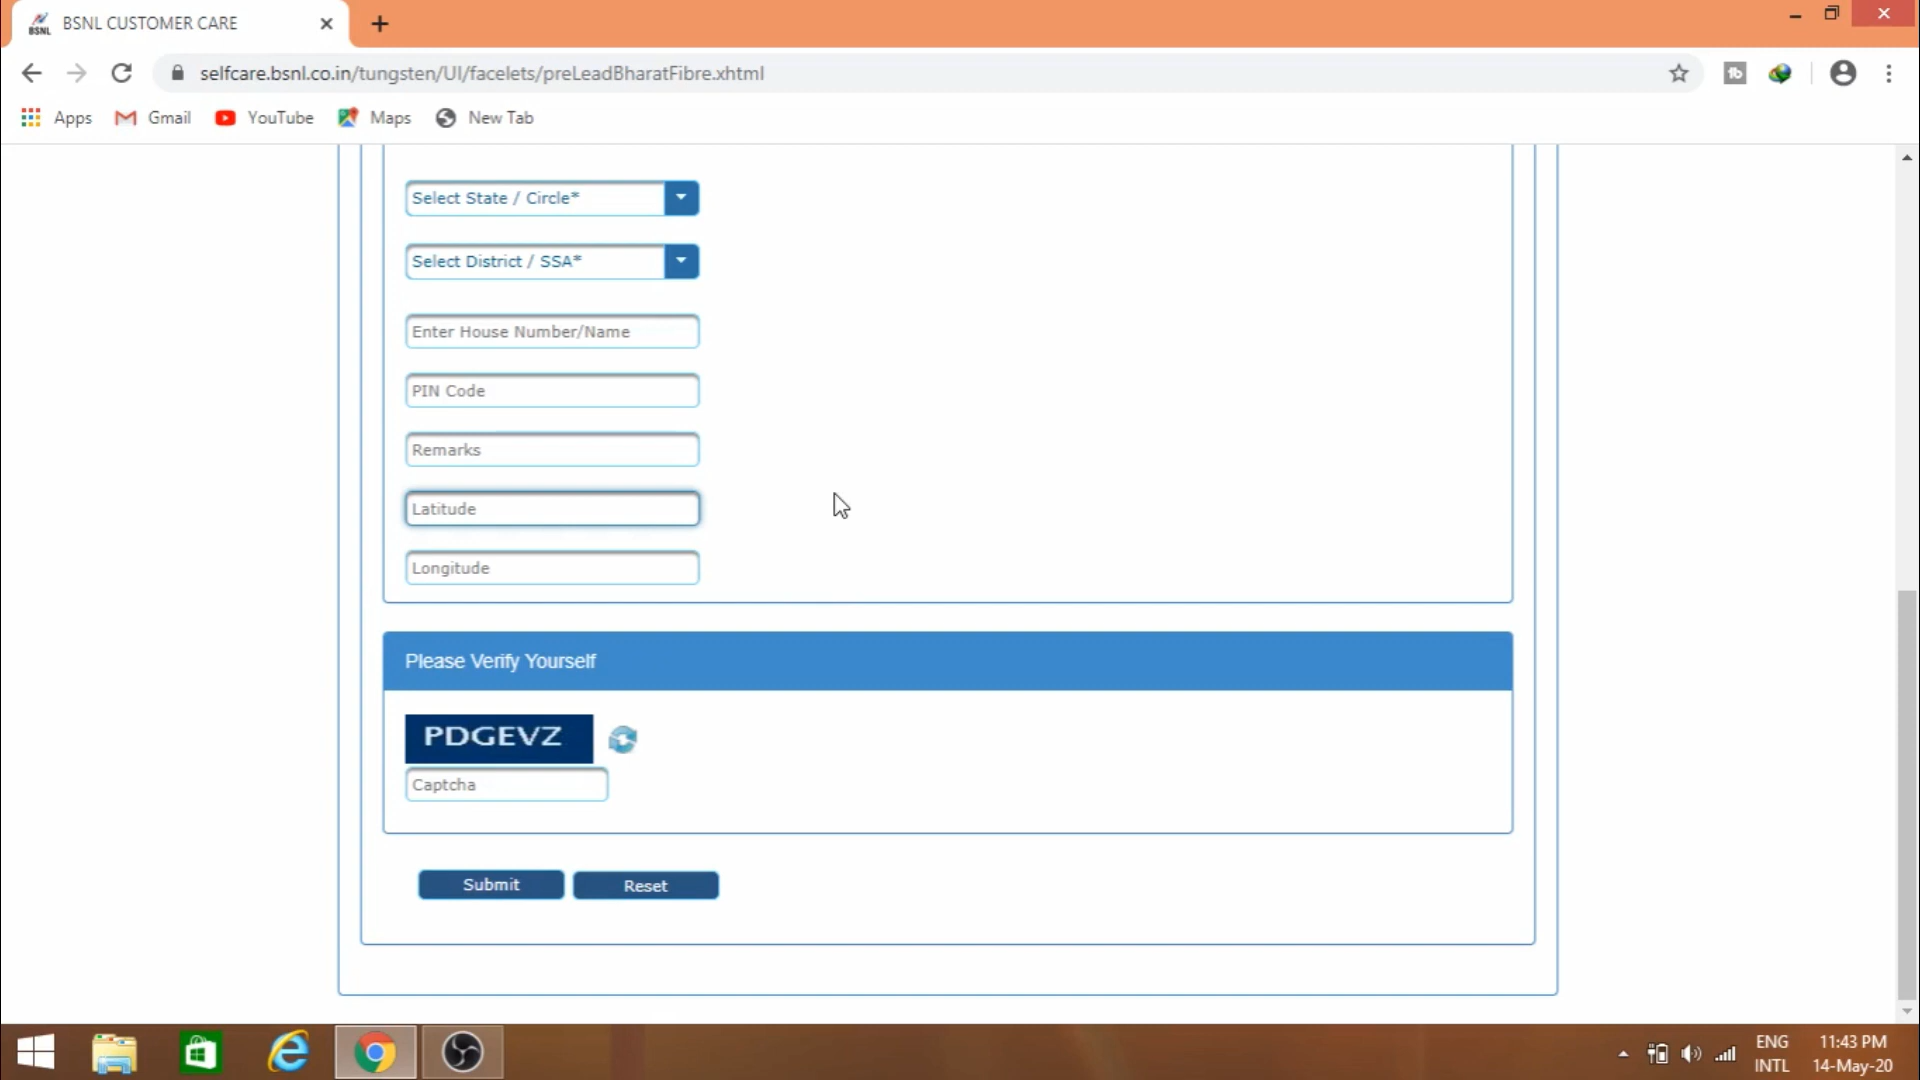 BSNL CUSTOMER CARE
selfcare.bsnl.co.in/tungsten/UI/facelets/preLeadBharatFibre.xhtml
Apps Gmail YouTube Maps New Tab
Select State / Circle*
Select District / SSA*
Enter House Number/Name
PIN Code
Remarks
Latitude
Longitude
Please Verify Yourself
PDGEVZ
Captcha
Submit Reset
ENG 11:43 PM
INTL 14-May-20